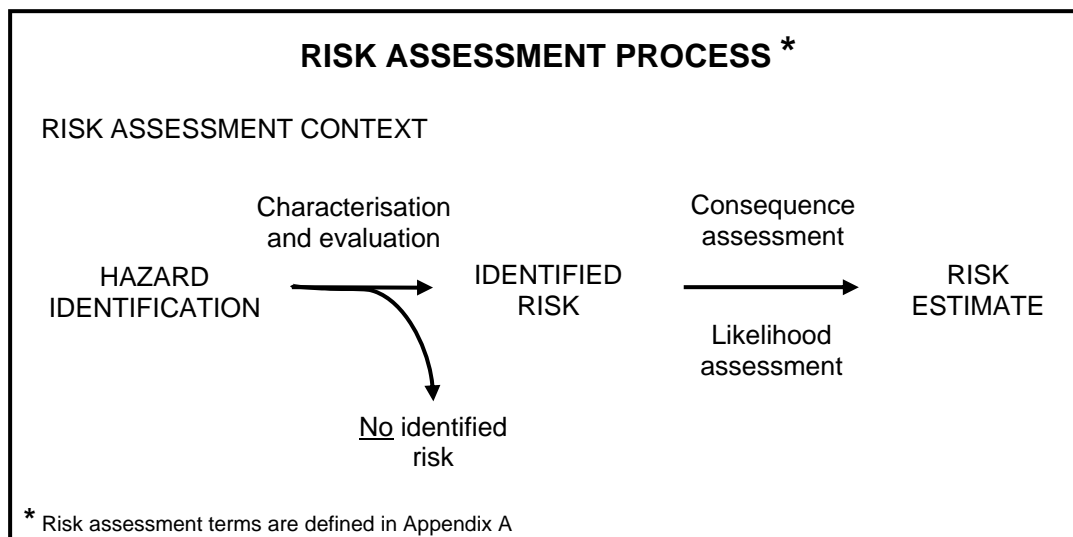 RISK ASSESSMENT PROCESS *
RISK ASSESSMENT CONTEXT
Characterisation
and evaluation
Consequence
assessment
HAZARD
IDENTIFICATION
IDENTIFIED
RISK
RISK
ESTIMATE
Likelihood
assessment
No identified
risk
* Risk assessment terms are defined in Appendix A